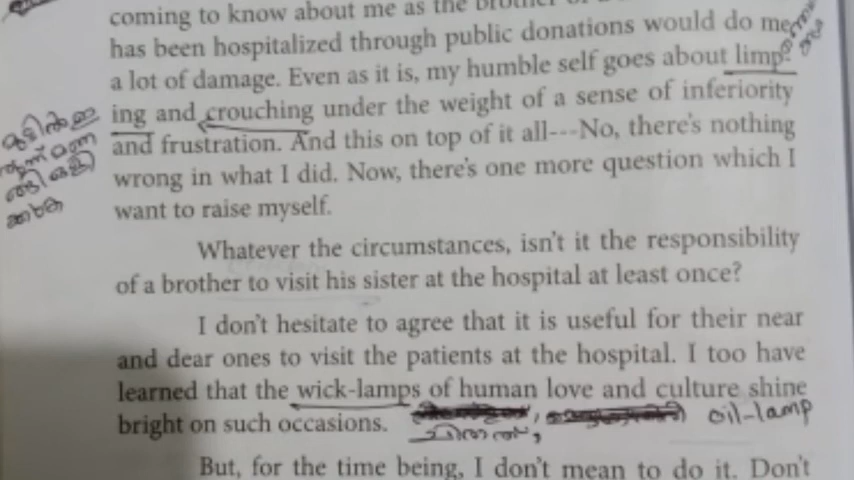 coming to know about me as the brother of
has been hospitalized through public donations would do me
a lot of damage. Even as it is, my humble self goes about limp-
ing and crouching under the weight of a sense of inferiority
and frustration. And this on top of it all---No, there's nothing
wrong in what I did. Now, there's one more question which I
want to raise myself.
Whatever the circumstances, isn't it the responsibility
of a brother to visit his sister at the hospital at least once?
I don't hesitate to agree that it is useful for their near
and dear ones to visit the patients at the hospital. I too have
learned that the wick-lamps of human love and culture shine
bright on such occasions.
oil-lamp
But, for the time being, I don't mean to do it. Don't